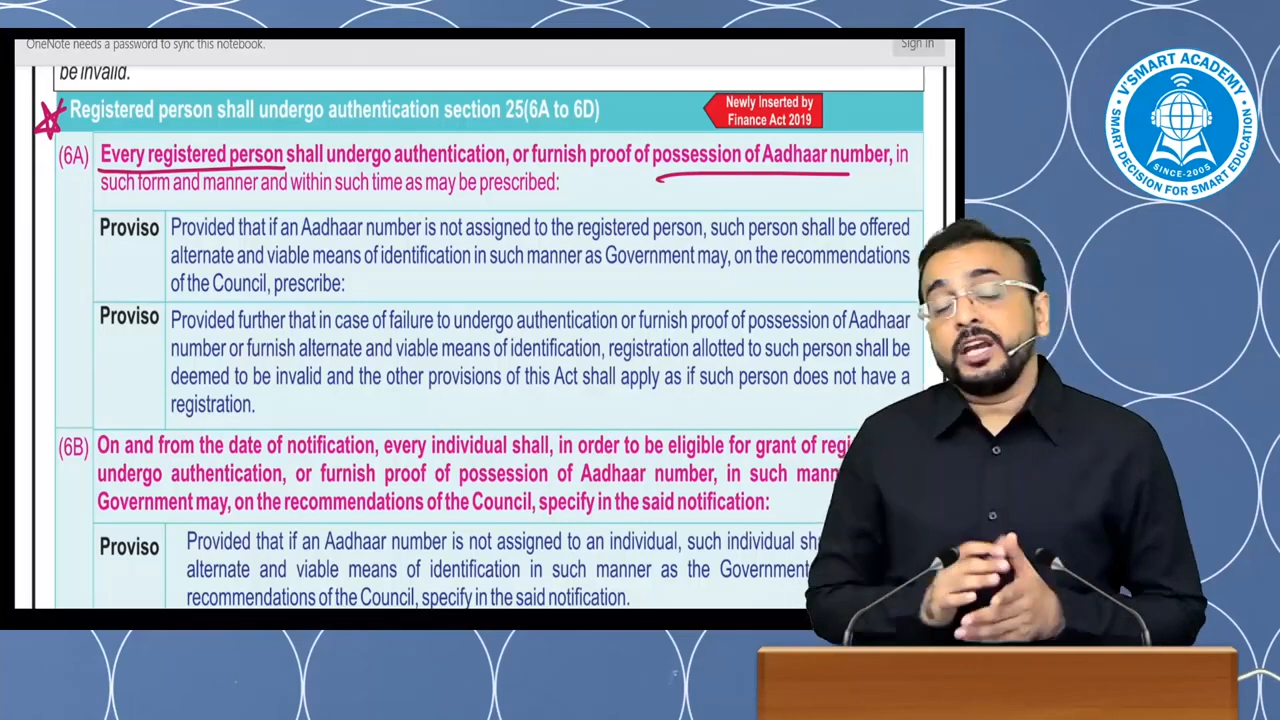 OneNote needs a password to sync this notebook.
Sign in
be invalid.
Registered person shall undergo authentication section 25(6A to 6D)
Newly Inserted by
Finance Act 2019
(6A) Every registered person shall undergo authentication, or furnish proof of possession of Aadhaar number, in
such form and manner and within such time as may be prescribed:
Proviso Provided that if an Aadhaar number is not assigned to the registered person, such person shall be offered
alternate and viable means of identification in such manner as Government may, on the recommendations
of the Council, prescribe:
Proviso Provided further that in case of failure to undergo authentication or furnish proof of possession of Aadhaar
number or furnish alternate and viable means of identification, registration allotted to such person shall be
deemed to be invalid and the other provisions of this Act shall apply as if such person does not have a
registration.
(6B) On and from the date of notification, every individual shall, in order to be eligible for grant of
undergo authentication, or furnish proof of possession of Aadhaar number, in such
Government may, on the recommendations of the Council, specify in the said notification:
Proviso Provided that if an Aadhaar number is not assigned to an individual, such individual
alternate and viable means of identification in such manner as the Government
recommendations of the Council, specify in the said notification.
V'SMART ACADEMY
SINCE-2005
SMART DECISION FOR SMART EDUCATION